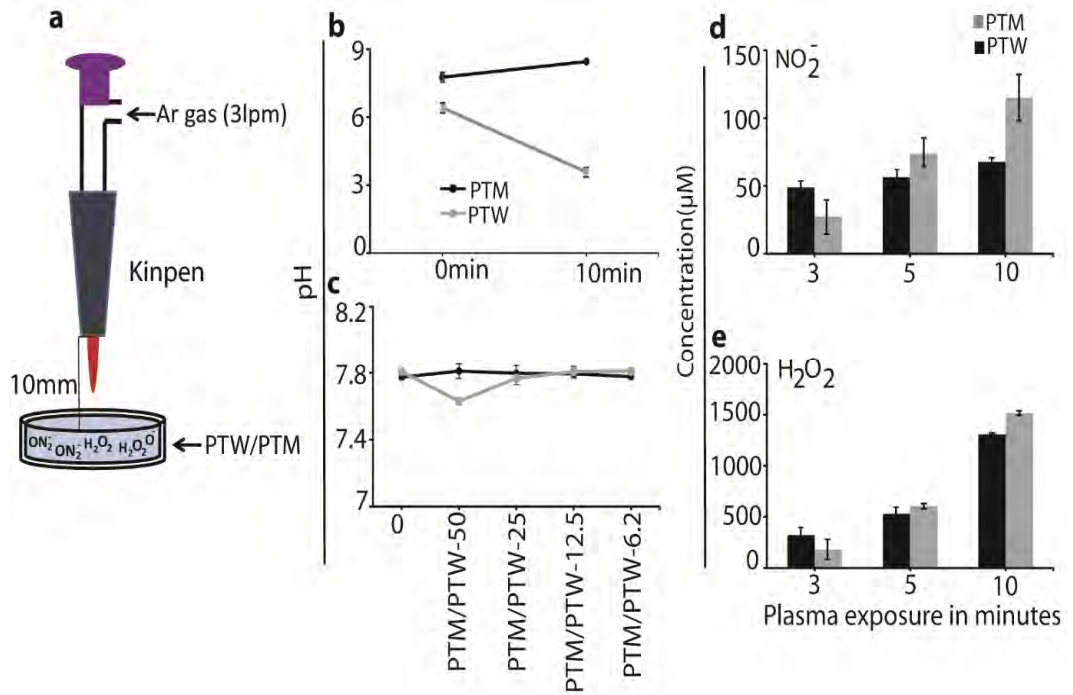 a
Ar gas (3lpm)
Kinpen
10mm
ON₂⁻ ON₂⁻ H₂O₂ H₂O₂O⁻
PTW/PTM
b
pH
9
6
3
0
PTM
PTW
0min 10min
c
8.2
7.8
7.4
7
0
PTM/PTW-50
PTM/PTW-25
PTM/PTW-12.5
PTM/PTW-6.2
d
PTM
PTW
Concentration(µM)
NO₂⁻
150
100
50
0
3 5 10
e
H₂O₂
2000
1500
1000
500
0
3 5 10
Plasma exposure in minutes